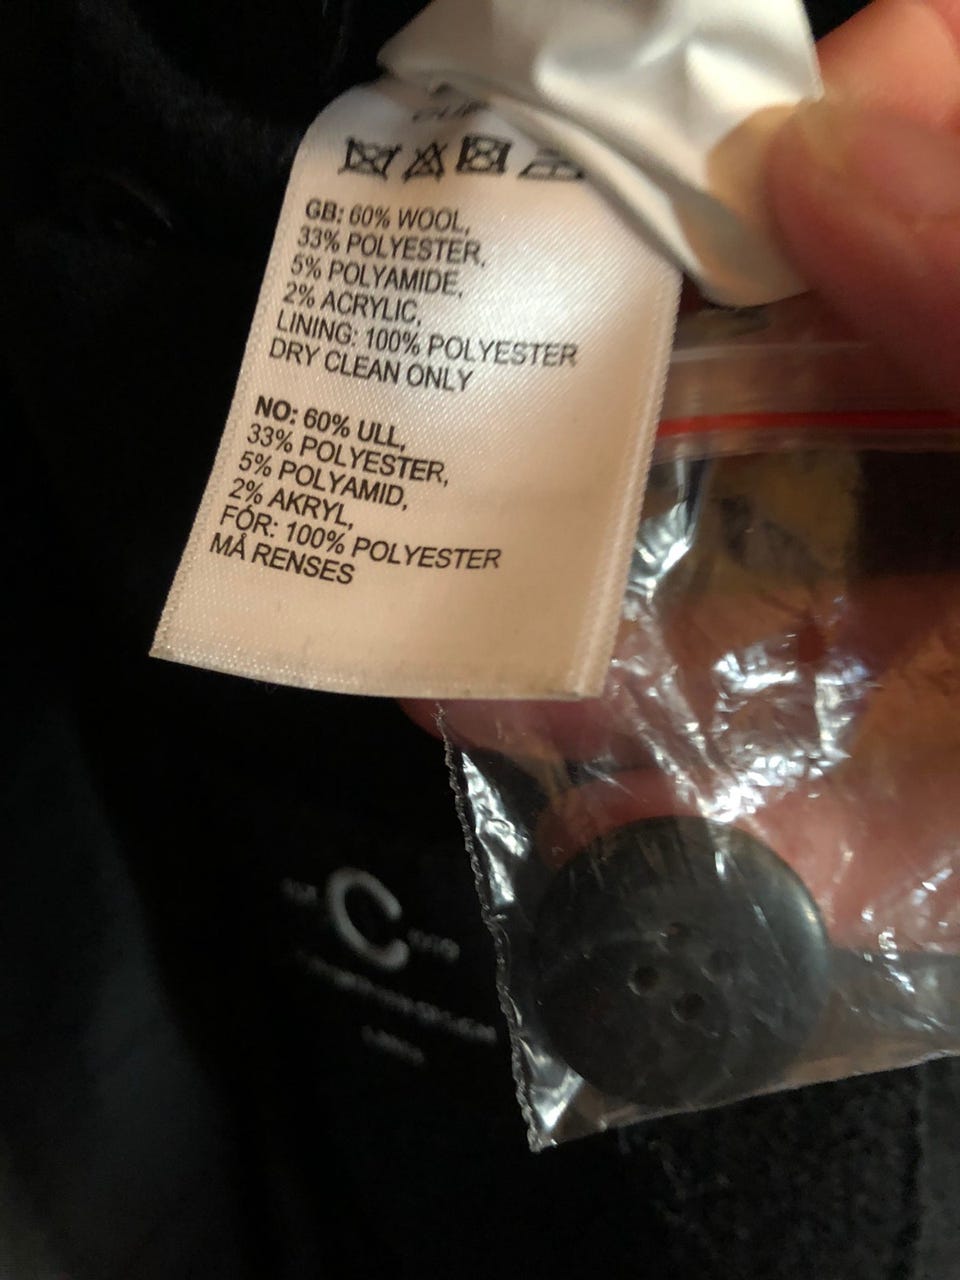 GB: 60% WOOL,
33% POLYESTER,
5% POLYAMIDE,
2% ACRYLIC,
LINING: 100% POLYESTER
DRY CLEAN ONLY
NO: 60% ULL,
33% POLYESTER,
5% POLYAMID,
2% AKRYL,
FÓR: 100% POLYESTER
MÅ RENSES
C